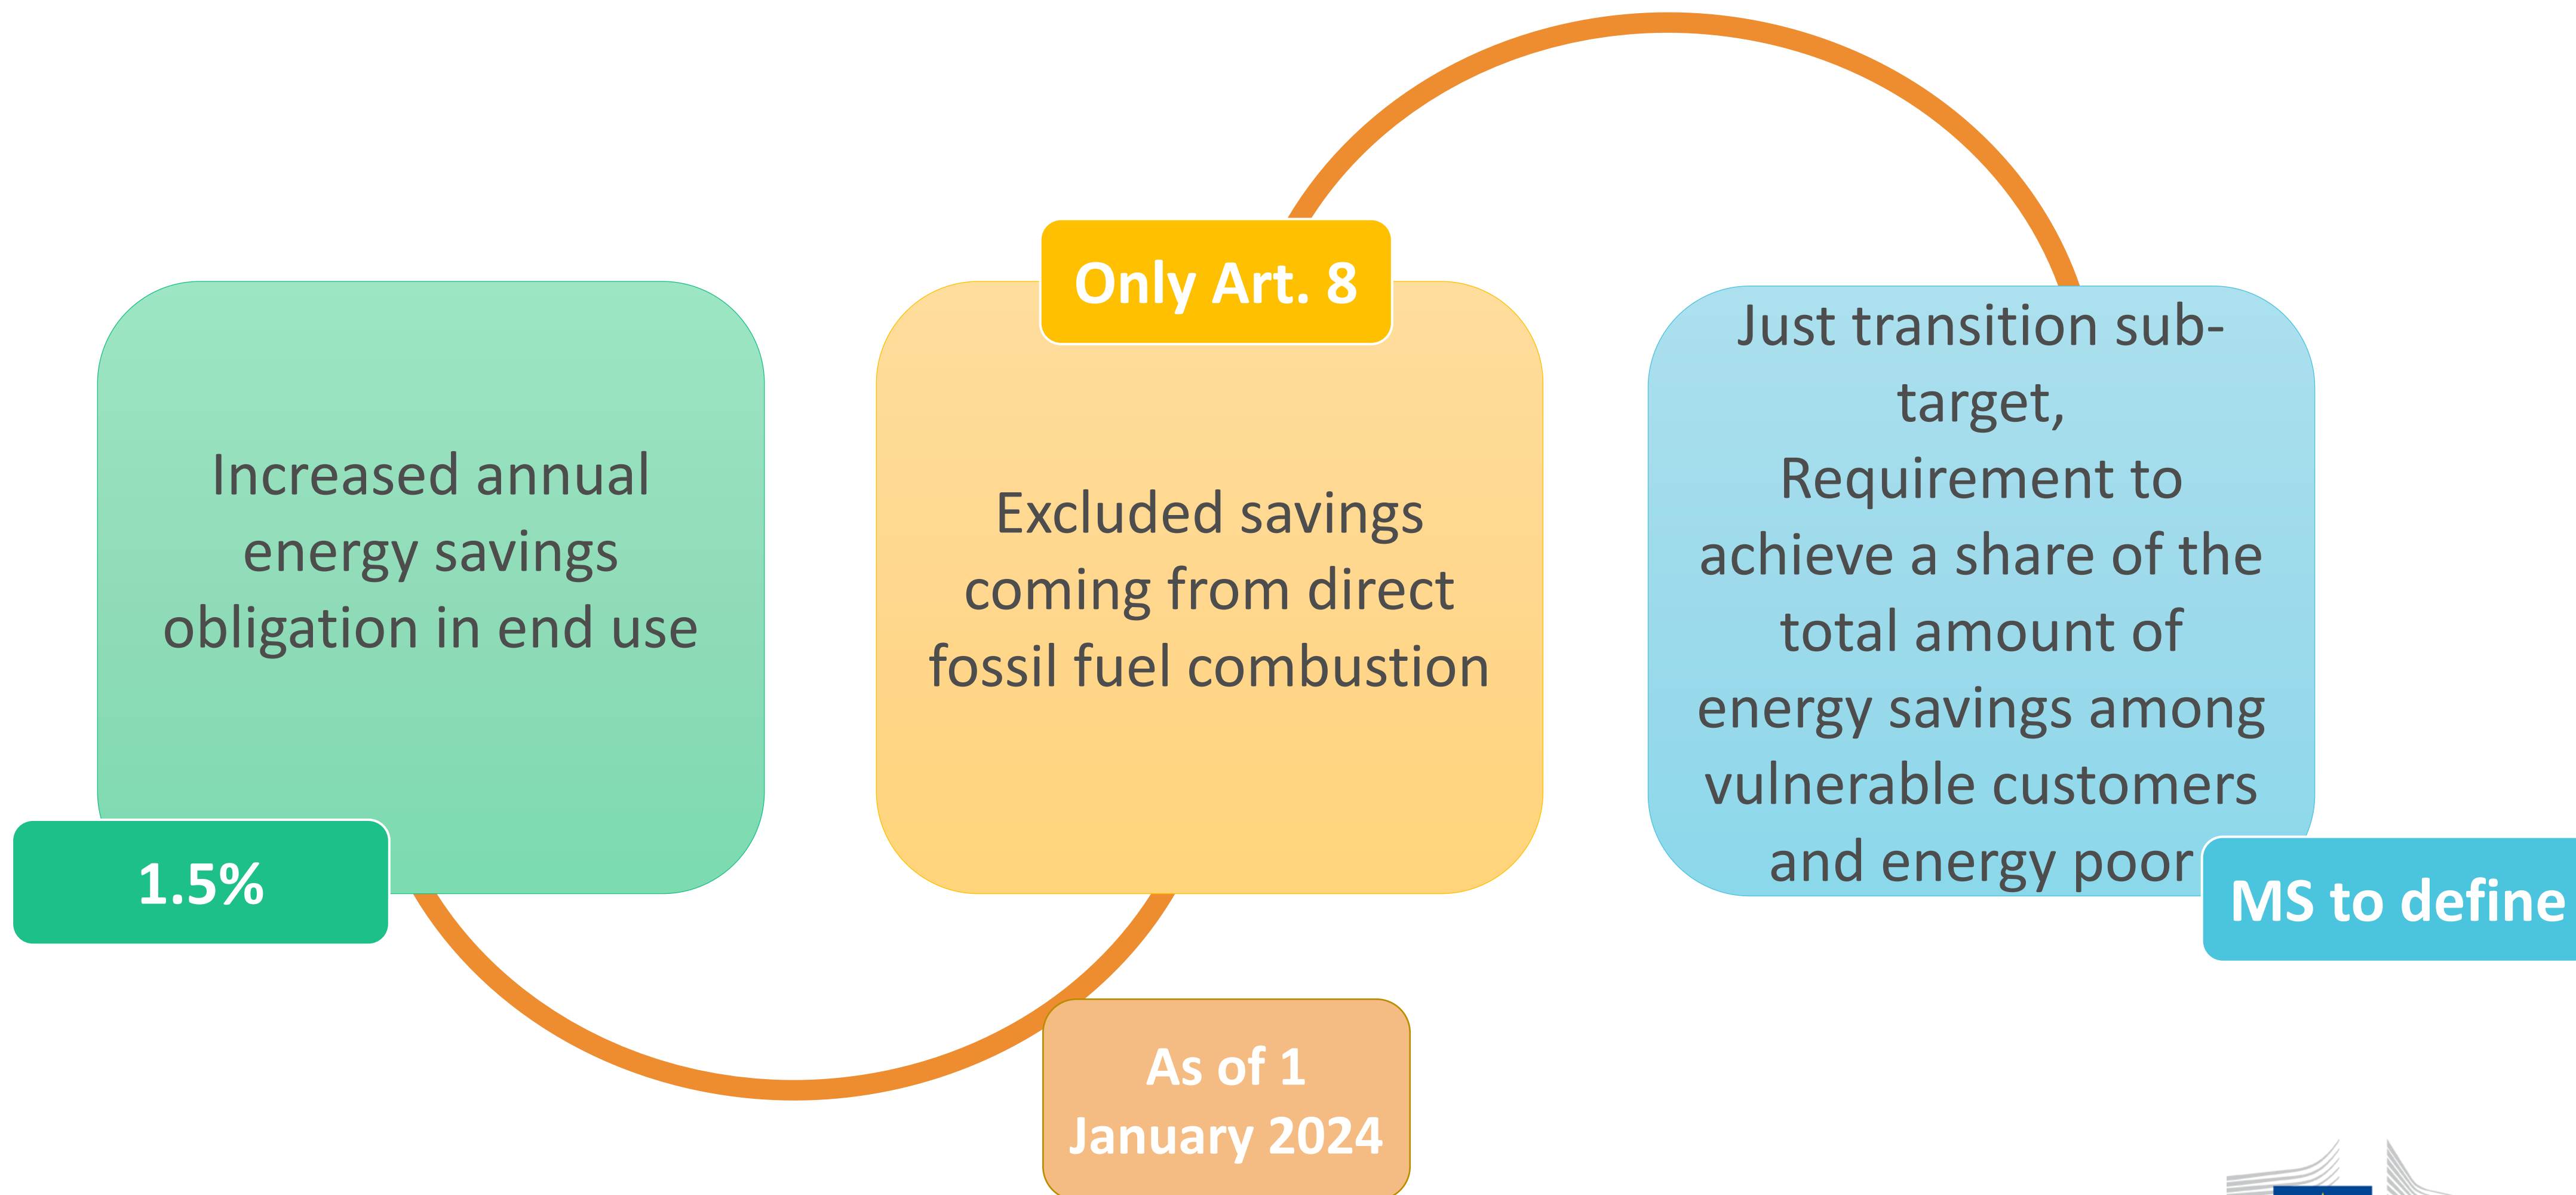 Increased annual
energy savings
obligation in end use
1.5%
Only Art. 8
Excluded savings
coming from direct
fossil fuel combustion
As of 1
January 2024
Just transition sub-
target,
Requirement to
achieve a share of the
total amount of
energy savings among
vulnerable customers
and energy poor
MS to define